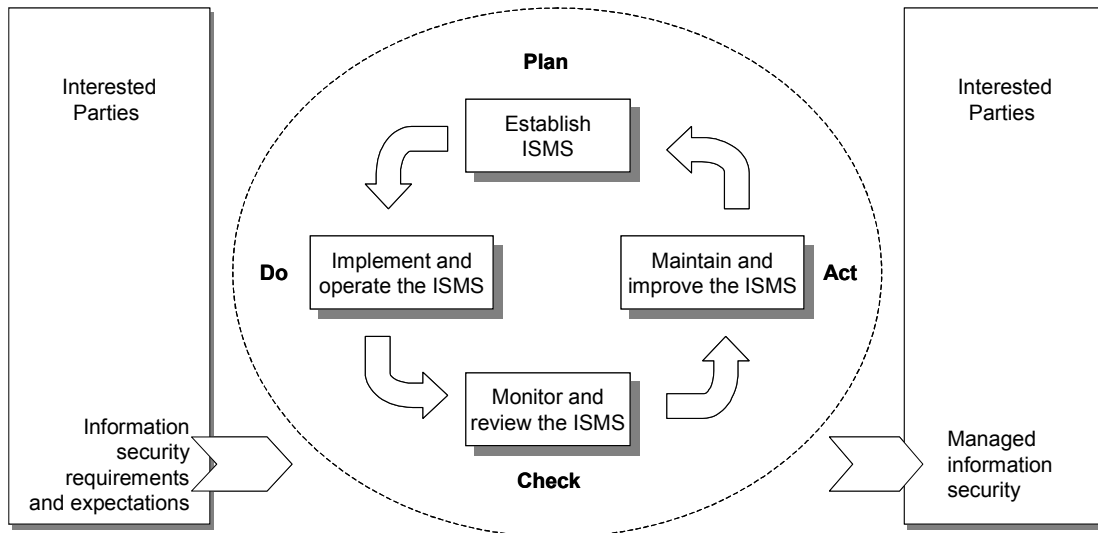 Interested
Parties
Information
security
requirements
and expectations
Plan
Establish
ISMS
Do
Implement and
operate the ISMS
Maintain and
improve the ISMS
Act
Monitor and
review the ISMS
Check
Interested
Parties
Managed
information
security